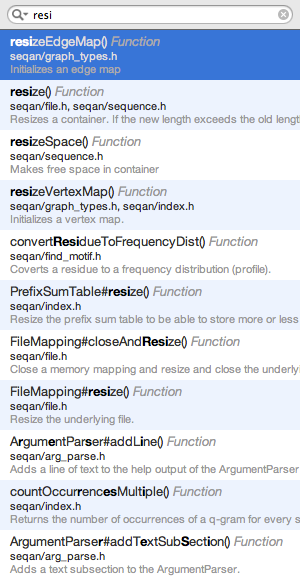 resi
resizeEdgeMap() Function
seqan/graph_types.h
Initializes an edge map
resize() Function
seqan/file.h, seqan/sequence.h
Resizes a container. If the new length exceeds the old length
resizeSpace() Function
seqan/sequence.h
Makes free space in container
resizeVertexMap() Function
seqan/graph_types.h, seqan/index.h
Initializes a vertex map.
convertResidueToFrequencyDist() Function
seqan/find_motif.h
Coverts a residue to a frequency distribution (profile).
PrefixSumTable#resize() Function
seqan/index.h
Resize the prefix sum table to be able to store more or less
FileMapping#closeAndResize() Function
seqan/file.h
Close a memory mapping and resize and close the underlyi
FileMapping#resize() Function
seqan/file.h
Resize the underlying file.
ArgumentParser#addLine() Function
seqan/arg_parse.h
Adds a line of text to the help output of the ArgumentParser
countOccurrencesMultiple() Function
seqan/index.h
Returns the number of occurrences of a q-gram for every s
ArgumentParser#addTextSubSection() Function
seqan/arg_parse.h
Adds a text subsection to the ArgumentParser.